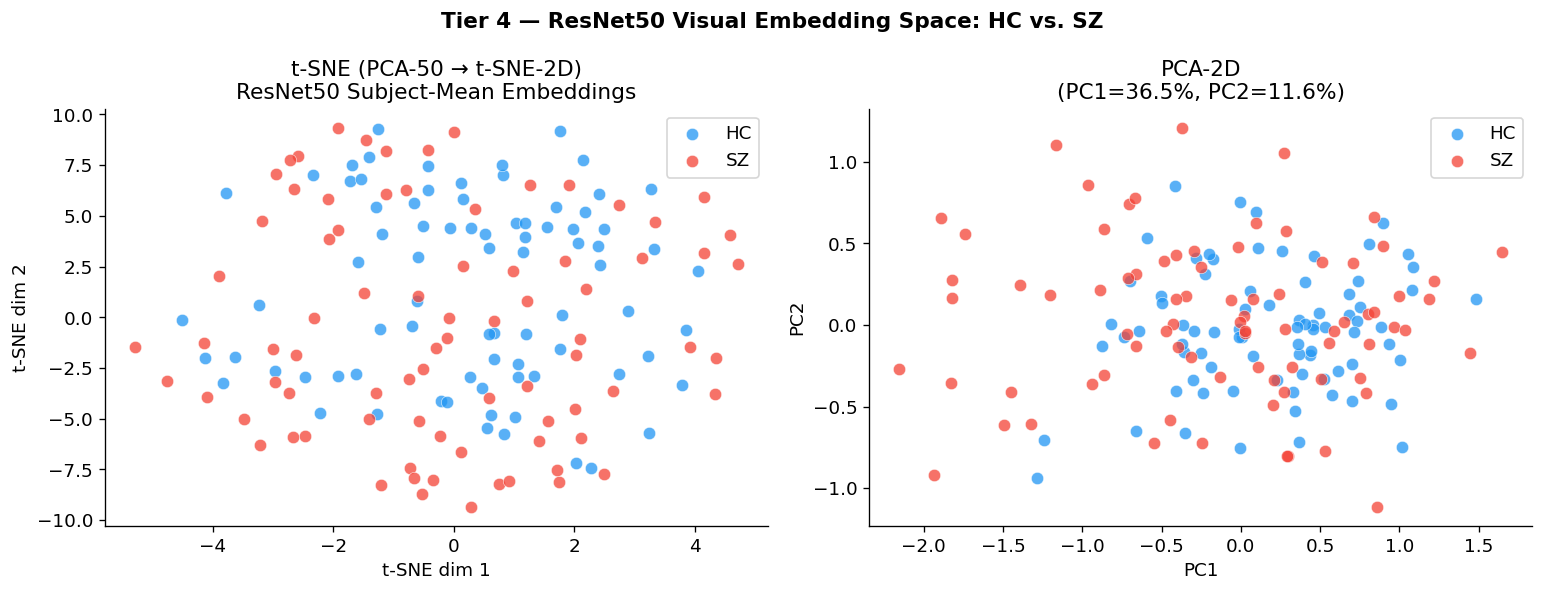 Tier 4 — ResNet50 Visual Embedding Space: HC vs. SZ
t-SNE (PCA-50 → t-SNE-2D)
ResNet50 Subject-Mean Embeddings
HC
SZ
10.0
7.5
5.0
2.5
0.0
−2.5
−5.0
−7.5
−10.0
t-SNE dim 2
−4
−2
0
2
4
t-SNE dim 1
PCA-2D
(PC1=36.5%, PC2=11.6%)
HC
SZ
1.0
0.5
0.0
−0.5
−1.0
PC2
−2.0
−1.5
−1.0
−0.5
0.0
0.5
1.0
1.5
PC1